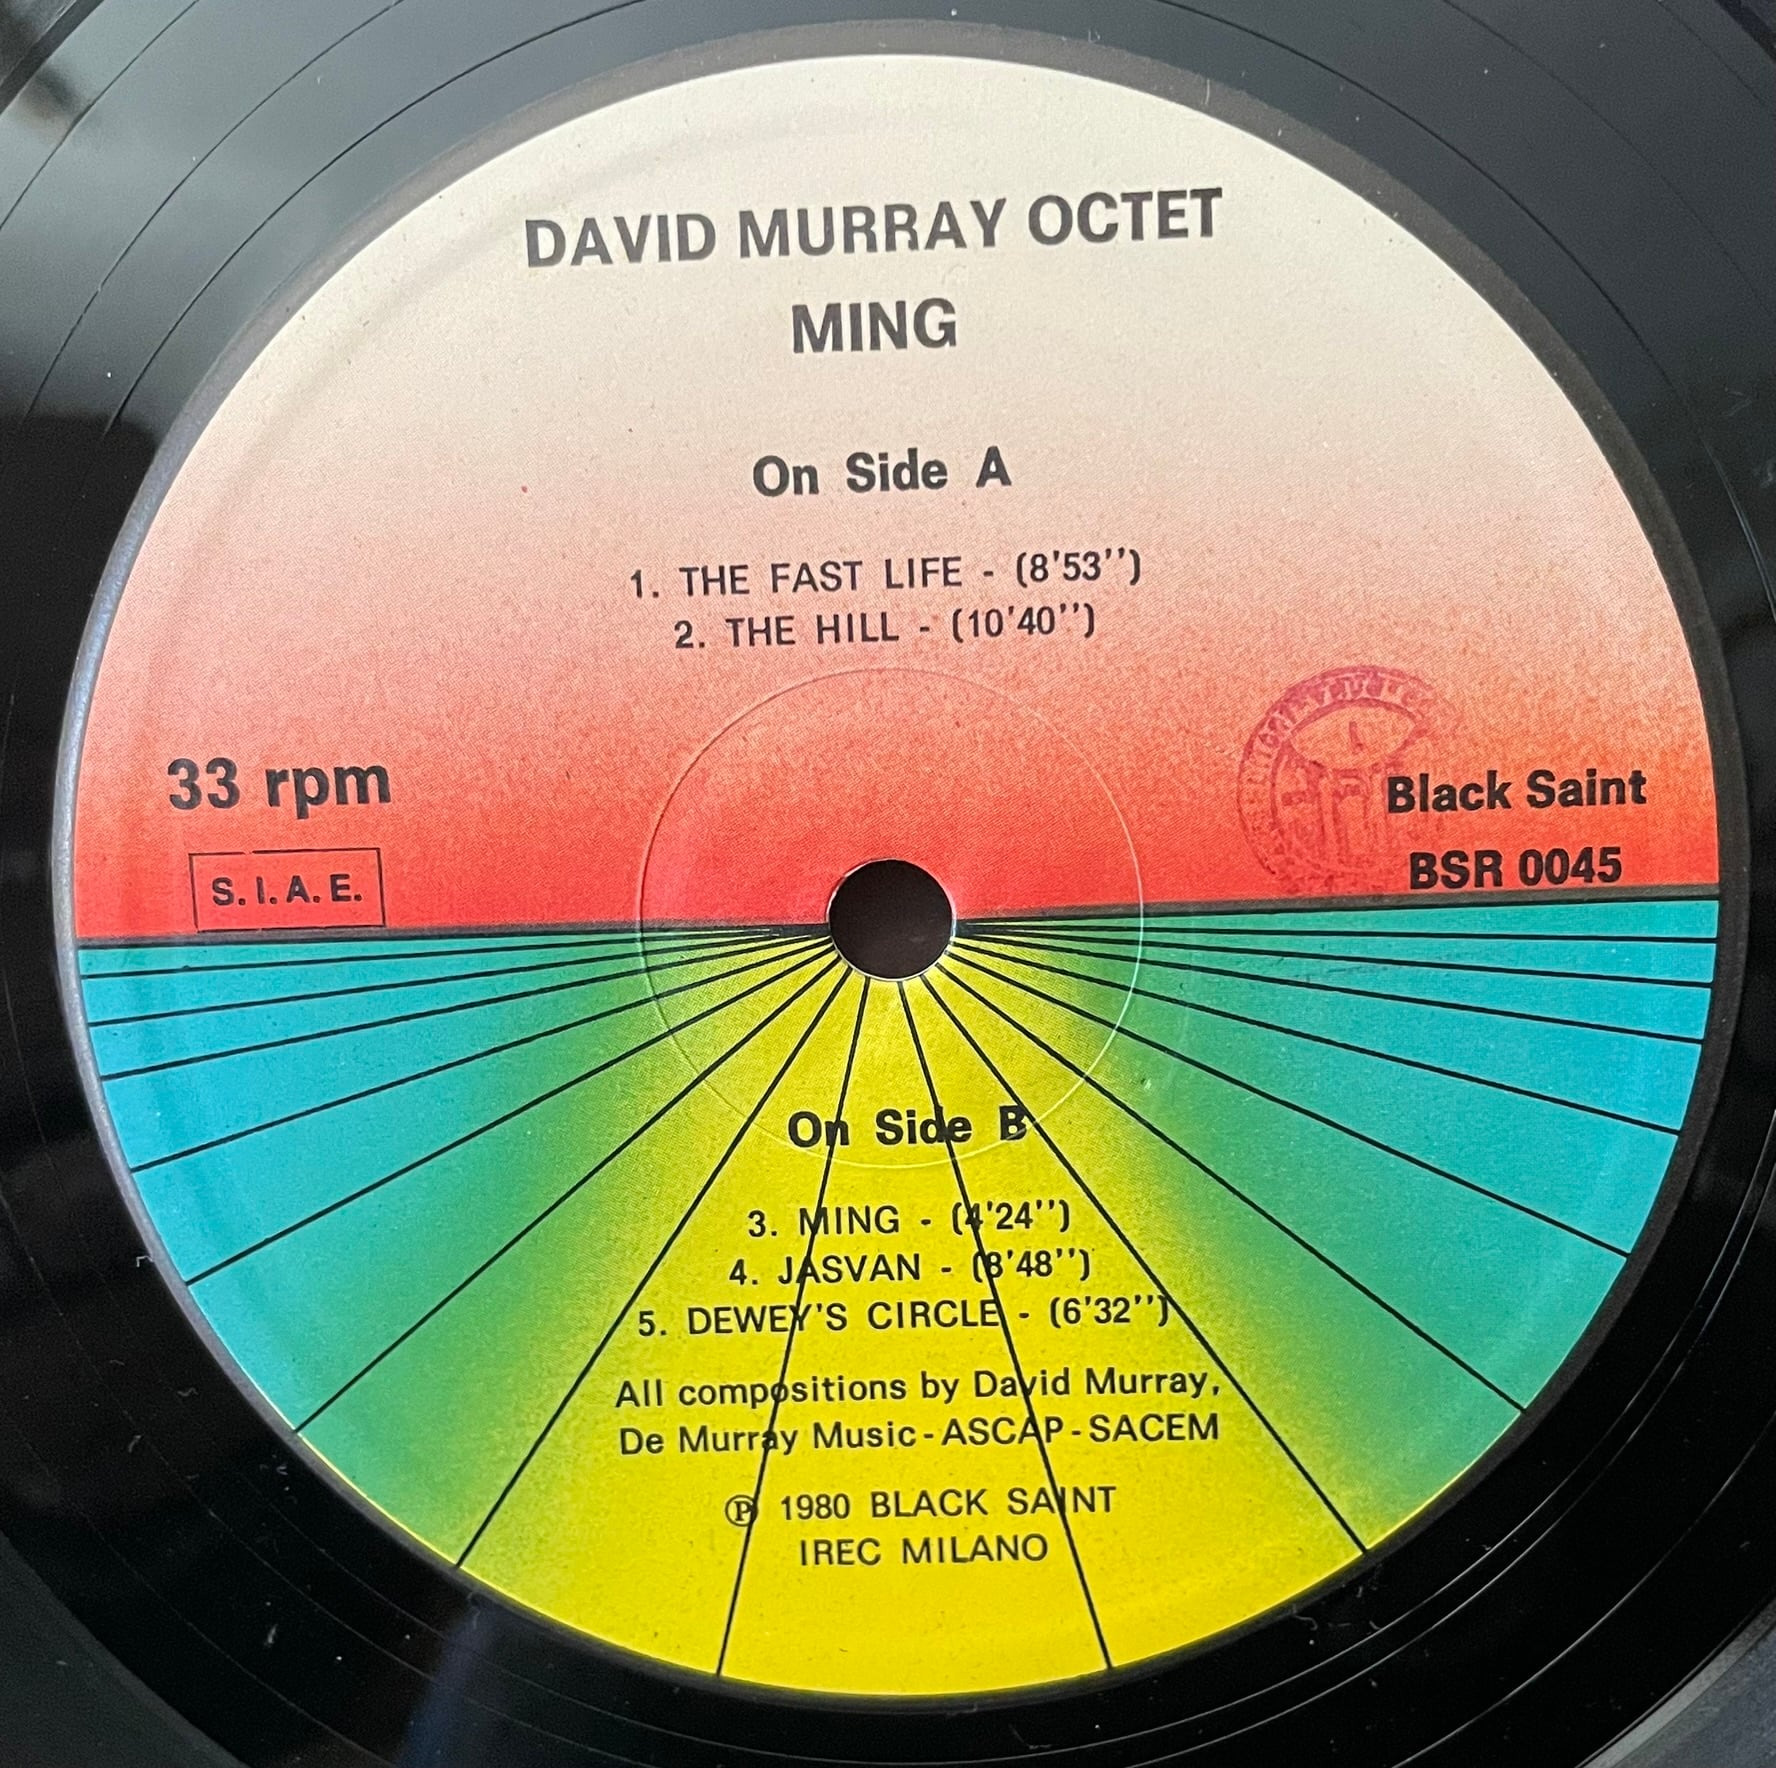 DAVID MURRAY OCTET
MING
On Side A
1. THE FAST LIFE - (8'53'')
2. THE HILL - (10'40'')
33 rpm
S.I.A.E.
Black Saint
BSR 0045
On Side B
3. MING - (4'24'')
4. JASVAN - (8'48'')
5. DEWEY'S CIRCLE - (6'32'')
All compositions by David Murray,
De Murray Music - ASCAP - SACEM
℗ 1980 BLACK SAINT
IREC MILANO